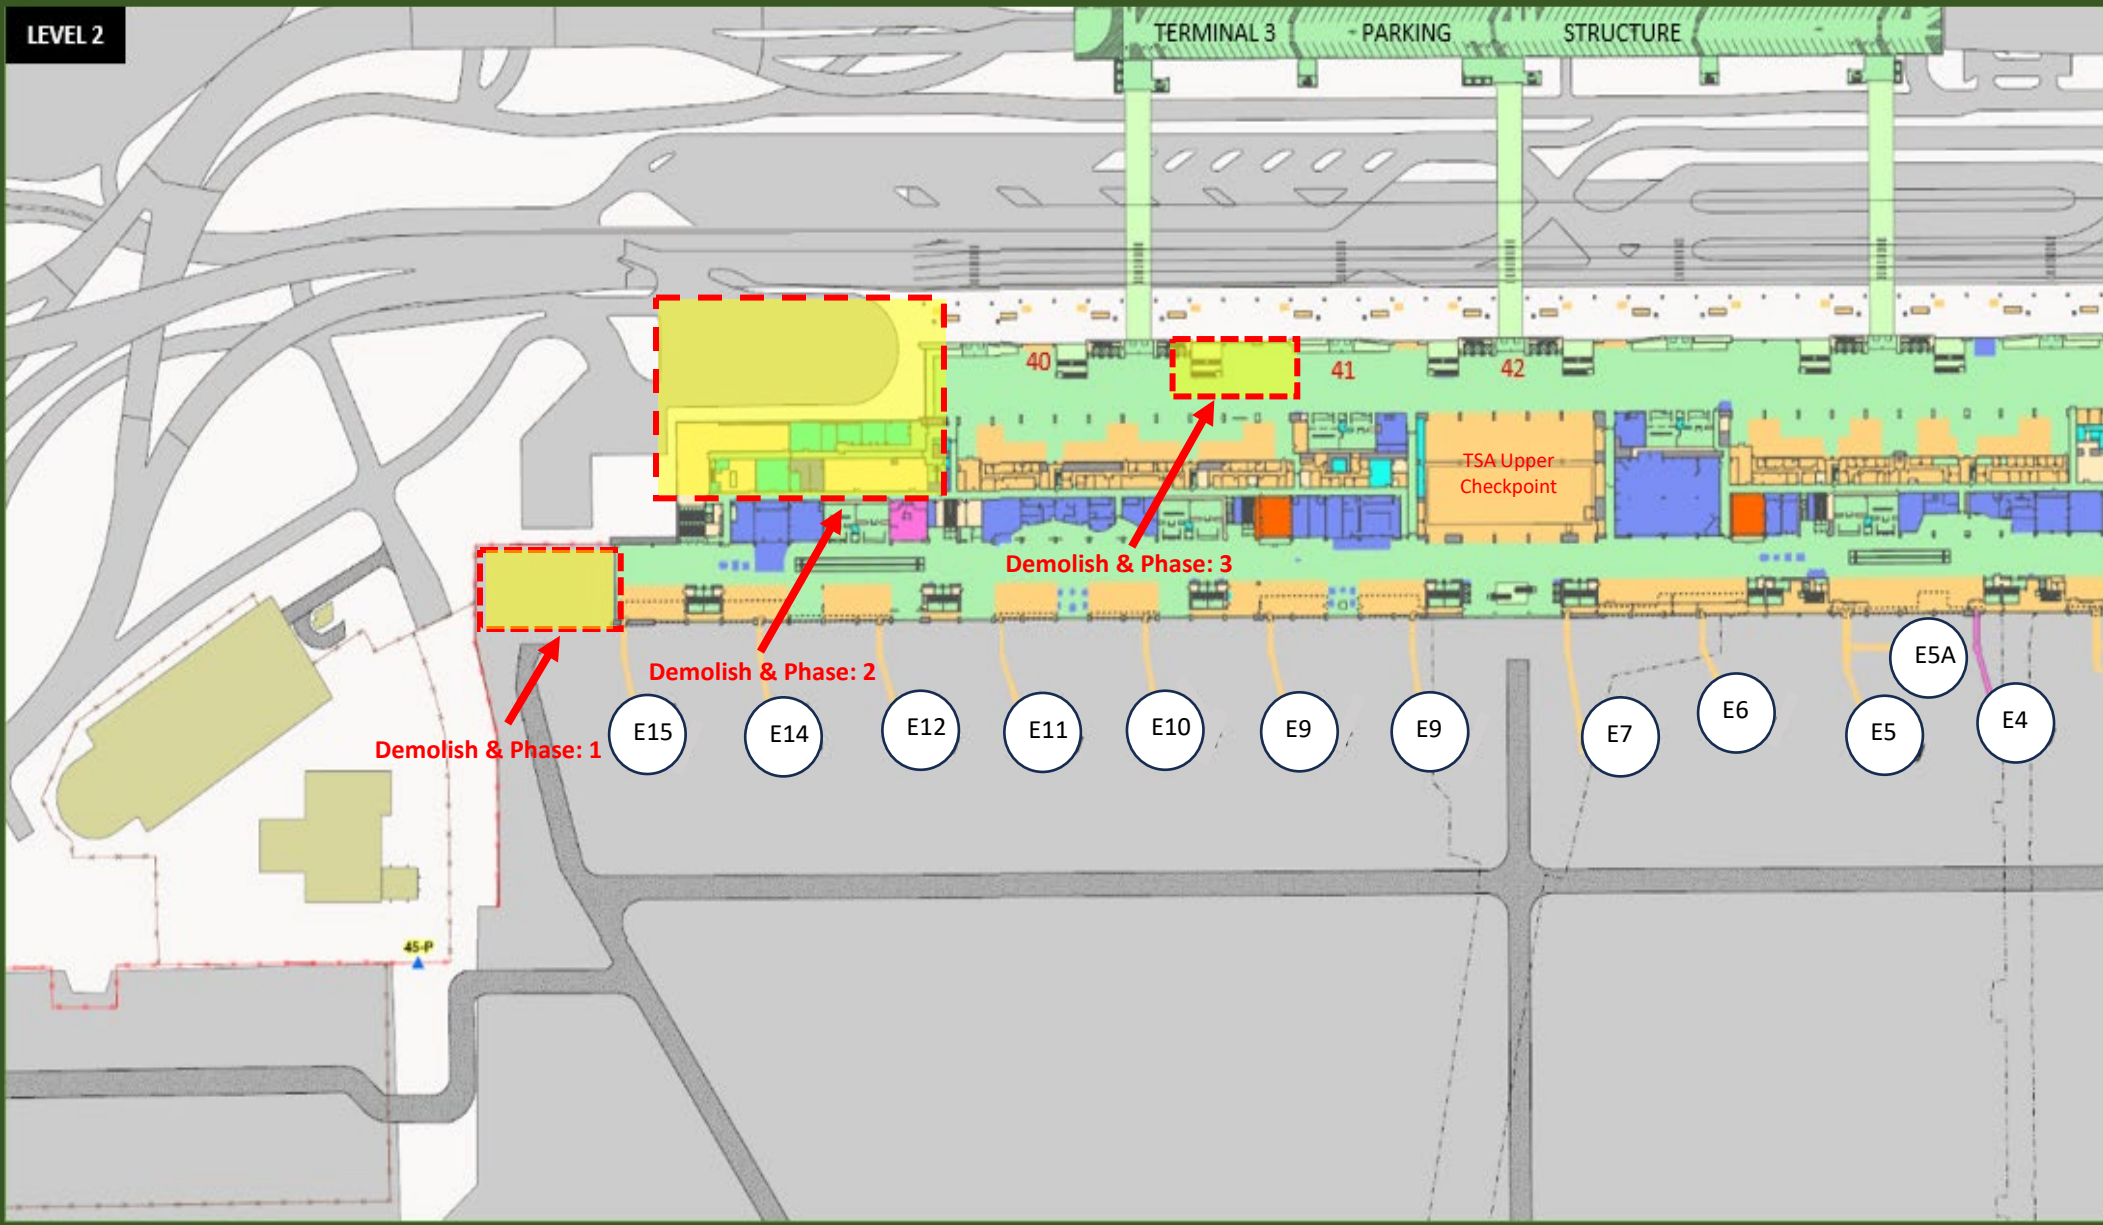 LEVEL 2
TERMINAL 3 - PARKING STRUCTURE
40
41
42
TSA Upper
Checkpoint
Demolish & Phase: 3
Demolish & Phase: 2
Demolish & Phase: 1
E15
E14
E12
E11
E10
E9
E9
E7
E6
E5
E5A
E4
45-P